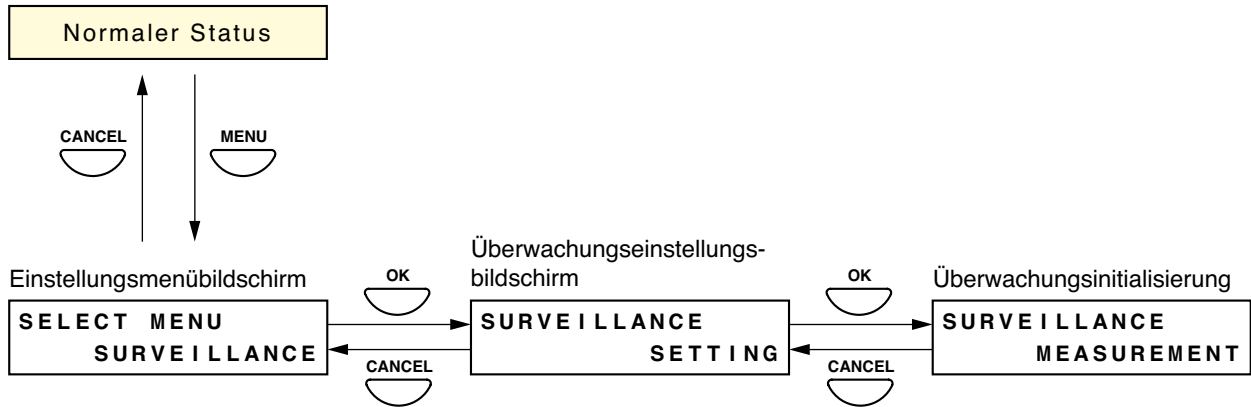 Normaler Status
CANCEL
MENU
Einstellungsmenübildschirm
SELECT MENU
SURVEILLANCE
OK
CANCEL
Überwachungseinstellungs-
bildschirm
SURVEILLANCE
SETTING
OK
CANCEL
Überwachungsinitialisierung
SURVEILLANCE
MEASUREMENT